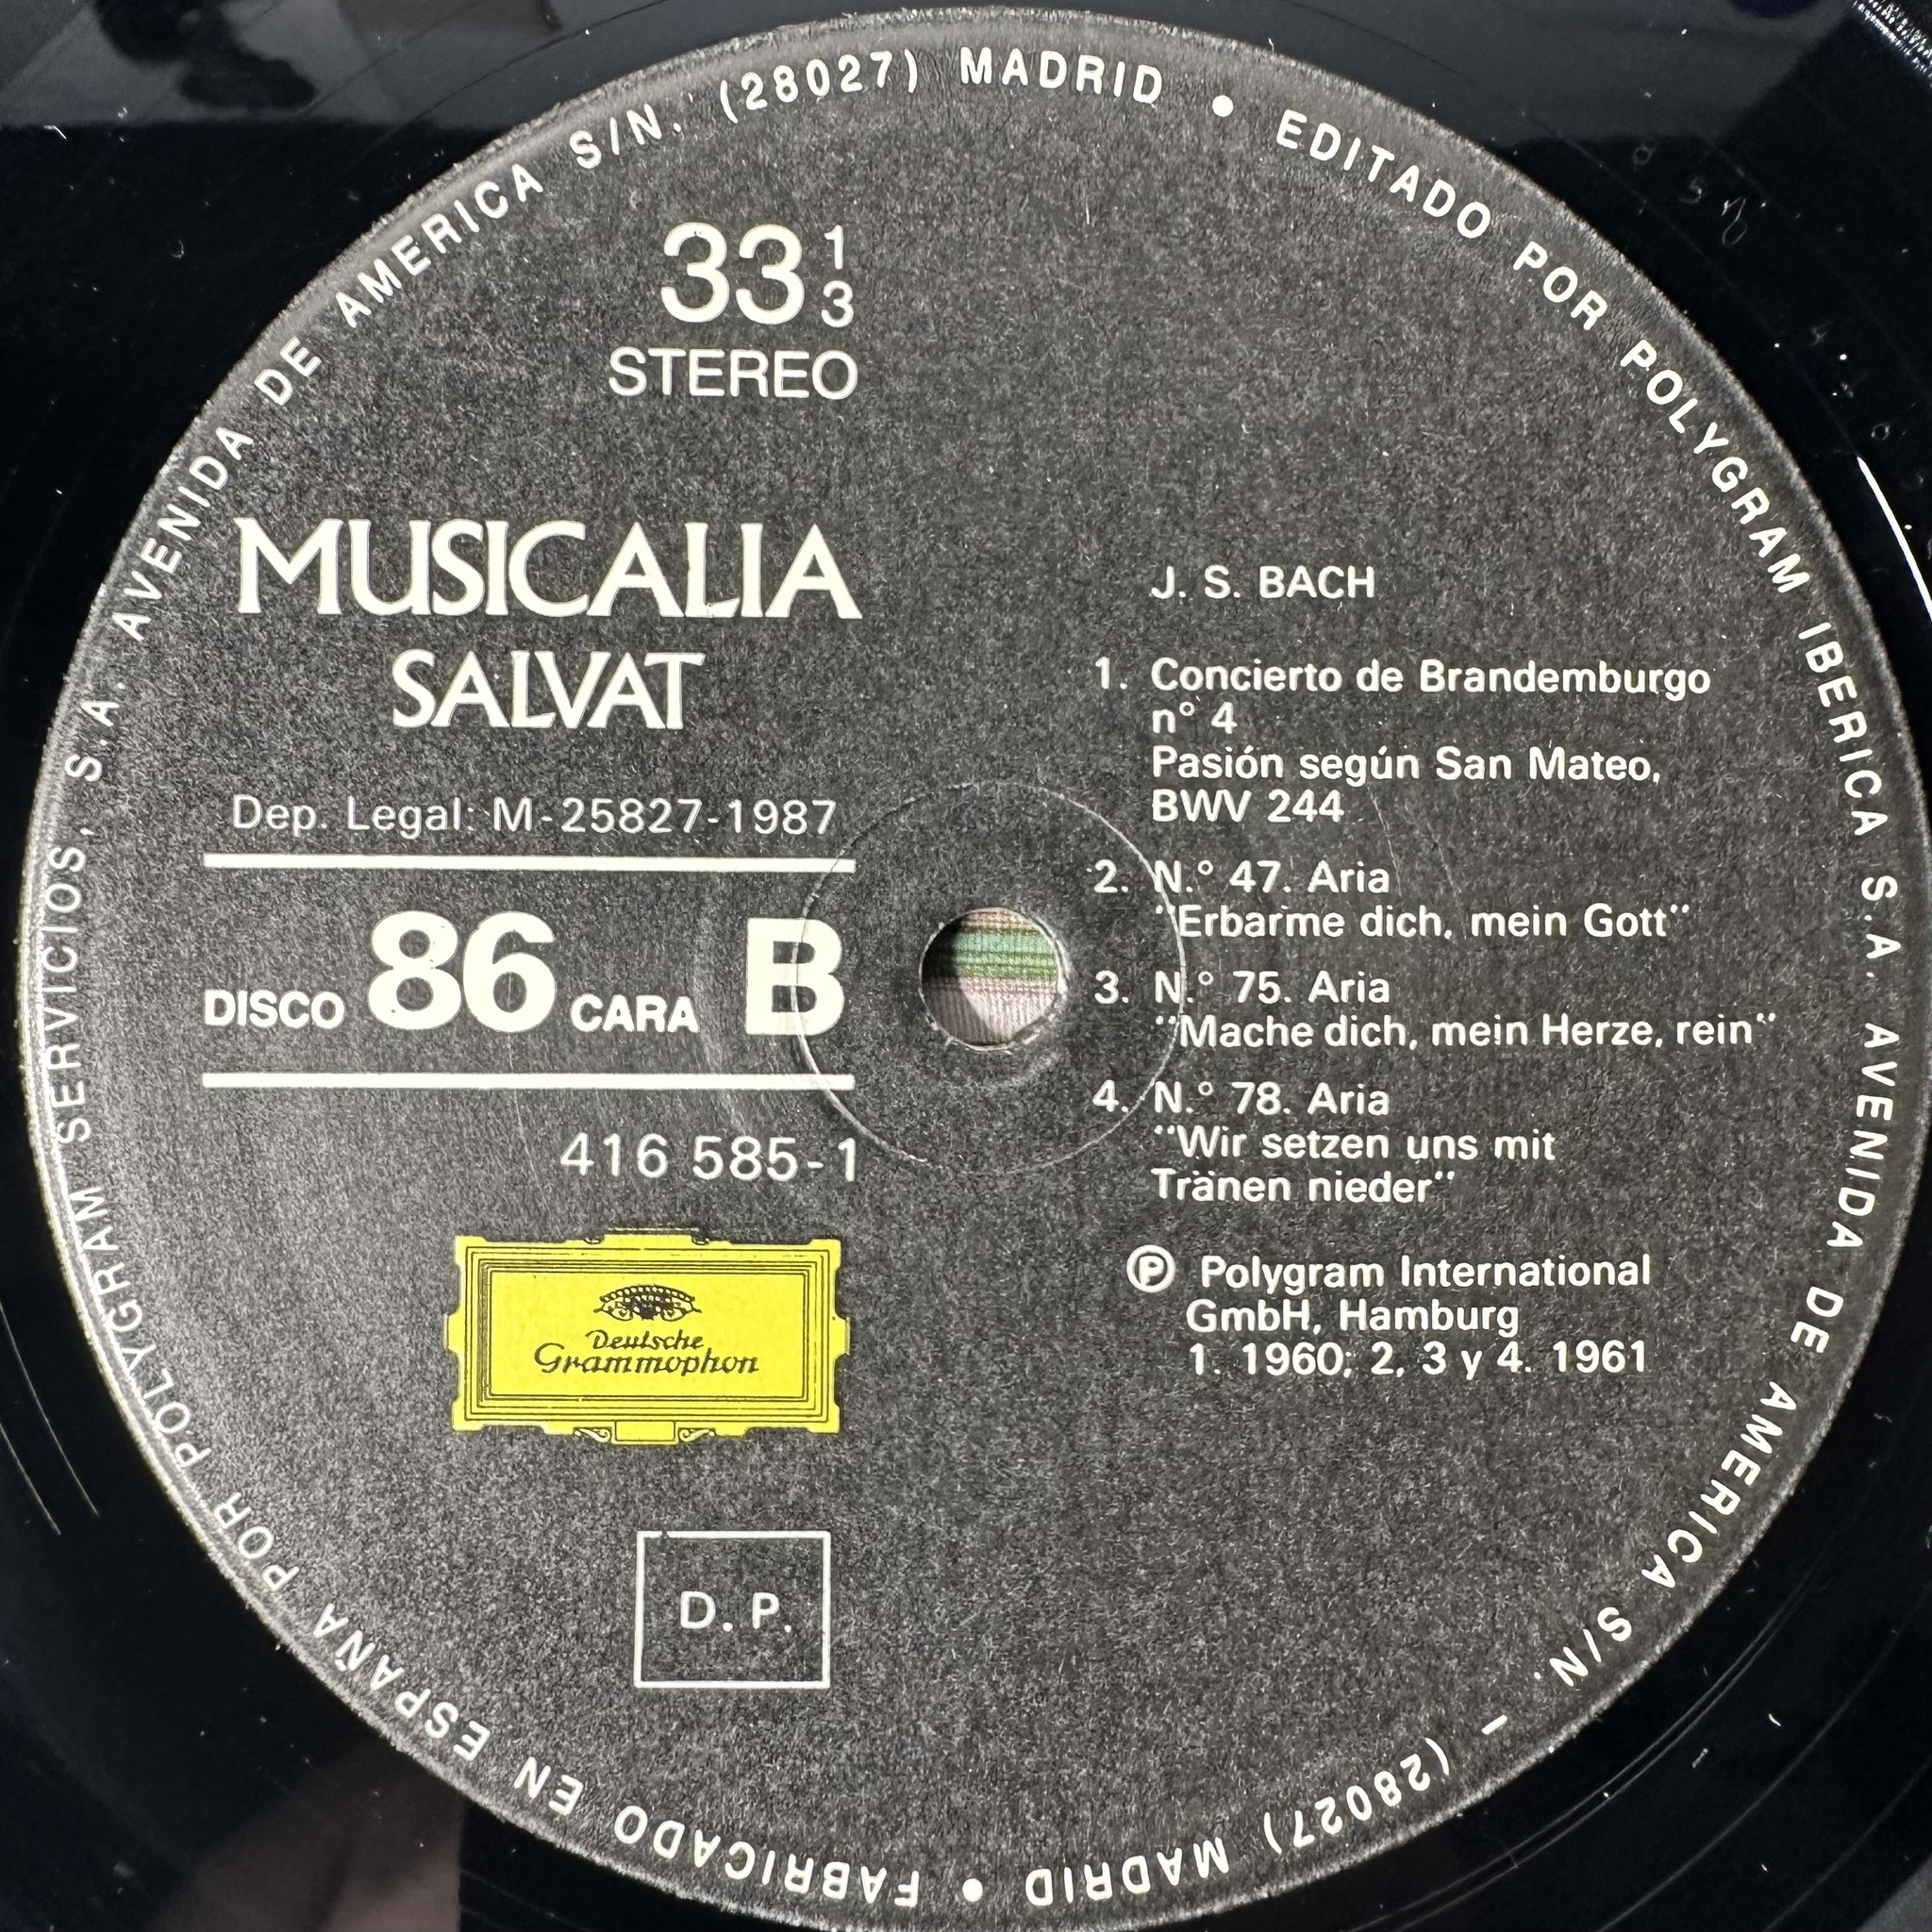 EDITADO POR POLYGRAM IBERICA S.A. AVENIDA DE AMERICA S/N. - (28027) MADRID • FABRICADO EN ESPAÑA POR POLYGRAM SERVICIOS, S.A. AVENIDA DE AMERICA S/N. (28027) MADRID •
33 1/3
STEREO
MUSICALIA
SALVAT
Dep. Legal: M-25827-1987
DISCO 86 CARA B
416 585-1
Deutsche
Grammophon
D.P.
J. S. BACH
1. Concierto de Brandemburgo
n° 4
Pasión según San Mateo,
BWV 244
2. N.° 47. Aria
“Erbarme dich, mein Gott”
3. N.° 75. Aria
“Mache dich, mein Herze, rein”
4. N.° 78. Aria
“Wir setzen uns mit
Tränen nieder”
Ⓟ Polygram International
GmbH, Hamburg
1. 1960; 2, 3 y 4. 1961